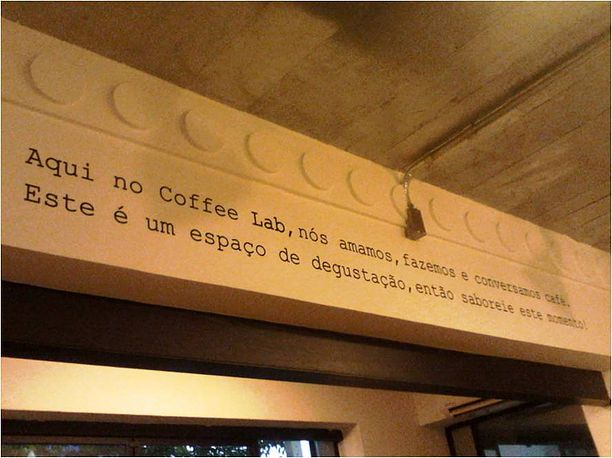 Aqui no Coffee Lab,nós amamos,fazemos e conversamos café.
Este é um espaço de degustação,então saboreie este momento!